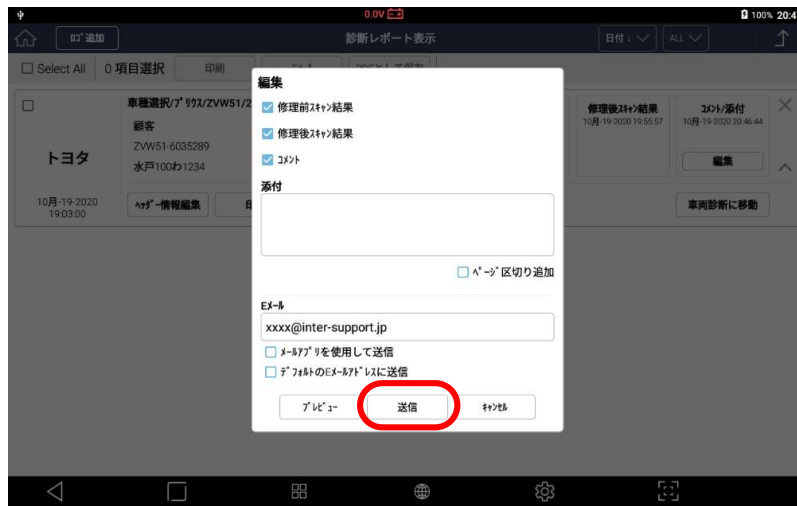 0.0V
100% 20:4
ﾛｺﾞ追加
診断レポート表示
日付↓
ALL
Select All
0 項目選択
印刷
車種選択/ﾌﾟﾘｳｽ/ZVW51/2
顧客
ZVW51-6035289
水戸100わ1234
トヨタ
10月-19-2020
19:03:00
ﾍｯﾀﾞｰ情報編集
修理後ｽｷｬﾝ結果
10月-19-2020 19:55:57
ｺﾒﾝﾄ/添付
10月-19-2020 20:46:44
編集
車両診断に移動
編集
修理前ｽｷｬﾝ結果
修理後ｽｷｬﾝ結果
ｺﾒﾝﾄ
添付
ﾍﾟｰｼﾞ区切り追加
Eﾒｰﾙ
xxxx@inter-support.jp
ﾒｰﾙｱﾌﾟﾘを使用して送信
ﾃﾞﾌｫﾙﾄのEﾒｰﾙｱﾄﾞﾚｽに送信
ﾌﾟﾚﾋﾞｭｰ
送信
ｷｬﾝｾﾙ